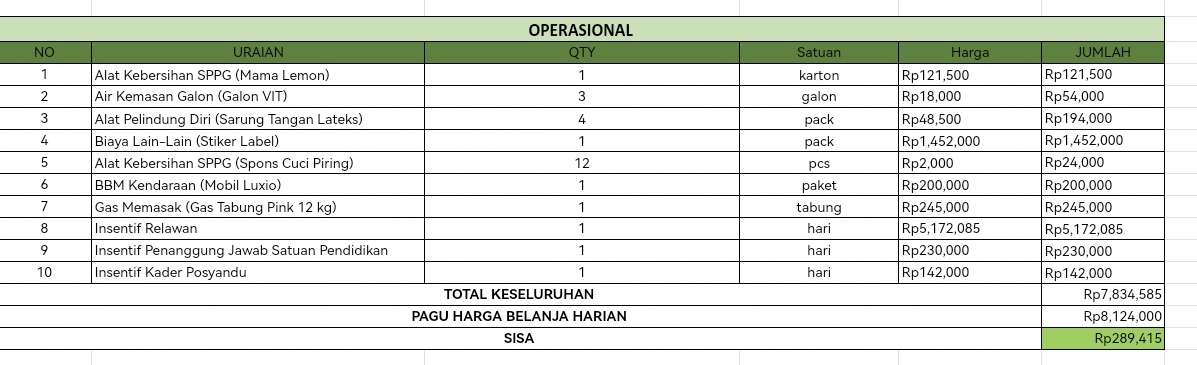 OPERASIONAL
NO URAIAN QTY Satuan Harga JUMLAH
1 Alat Kebersihan SPPG (Mama Lemon) 1 karton Rp121,500 Rp121,500
2 Air Kemasan Galon (Galon VIT) 3 galon Rp18,000 Rp54,000
3 Alat Pelindung Diri (Sarung Tangan Lateks) 4 pack Rp48,500 Rp194,000
4 Biaya Lain-Lain (Stiker Label) 1 pack Rp1,452,000 Rp1,452,000
5 Alat Kebersihan SPPG (Spons Cuci Piring) 12 pcs Rp2,000 Rp24,000
6 BBM Kendaraan (Mobil Luxio) 1 paket Rp200,000 Rp200,000
7 Gas Memasak (Gas Tabung Pink 12 kg) 1 tabung Rp245,000 Rp245,000
8 Insentif Relawan 1 hari Rp5,172,085 Rp5,172,085
9 Insentif Penanggung Jawab Satuan Pendidikan 1 hari Rp230,000 Rp230,000
10 Insentif Kader Posyandu 1 hari Rp142,000 Rp142,000
TOTAL KESELURUHAN Rp7,834,585
PAGU HARGA BELANJA HARIAN Rp8,124,000
SISA Rp289,415